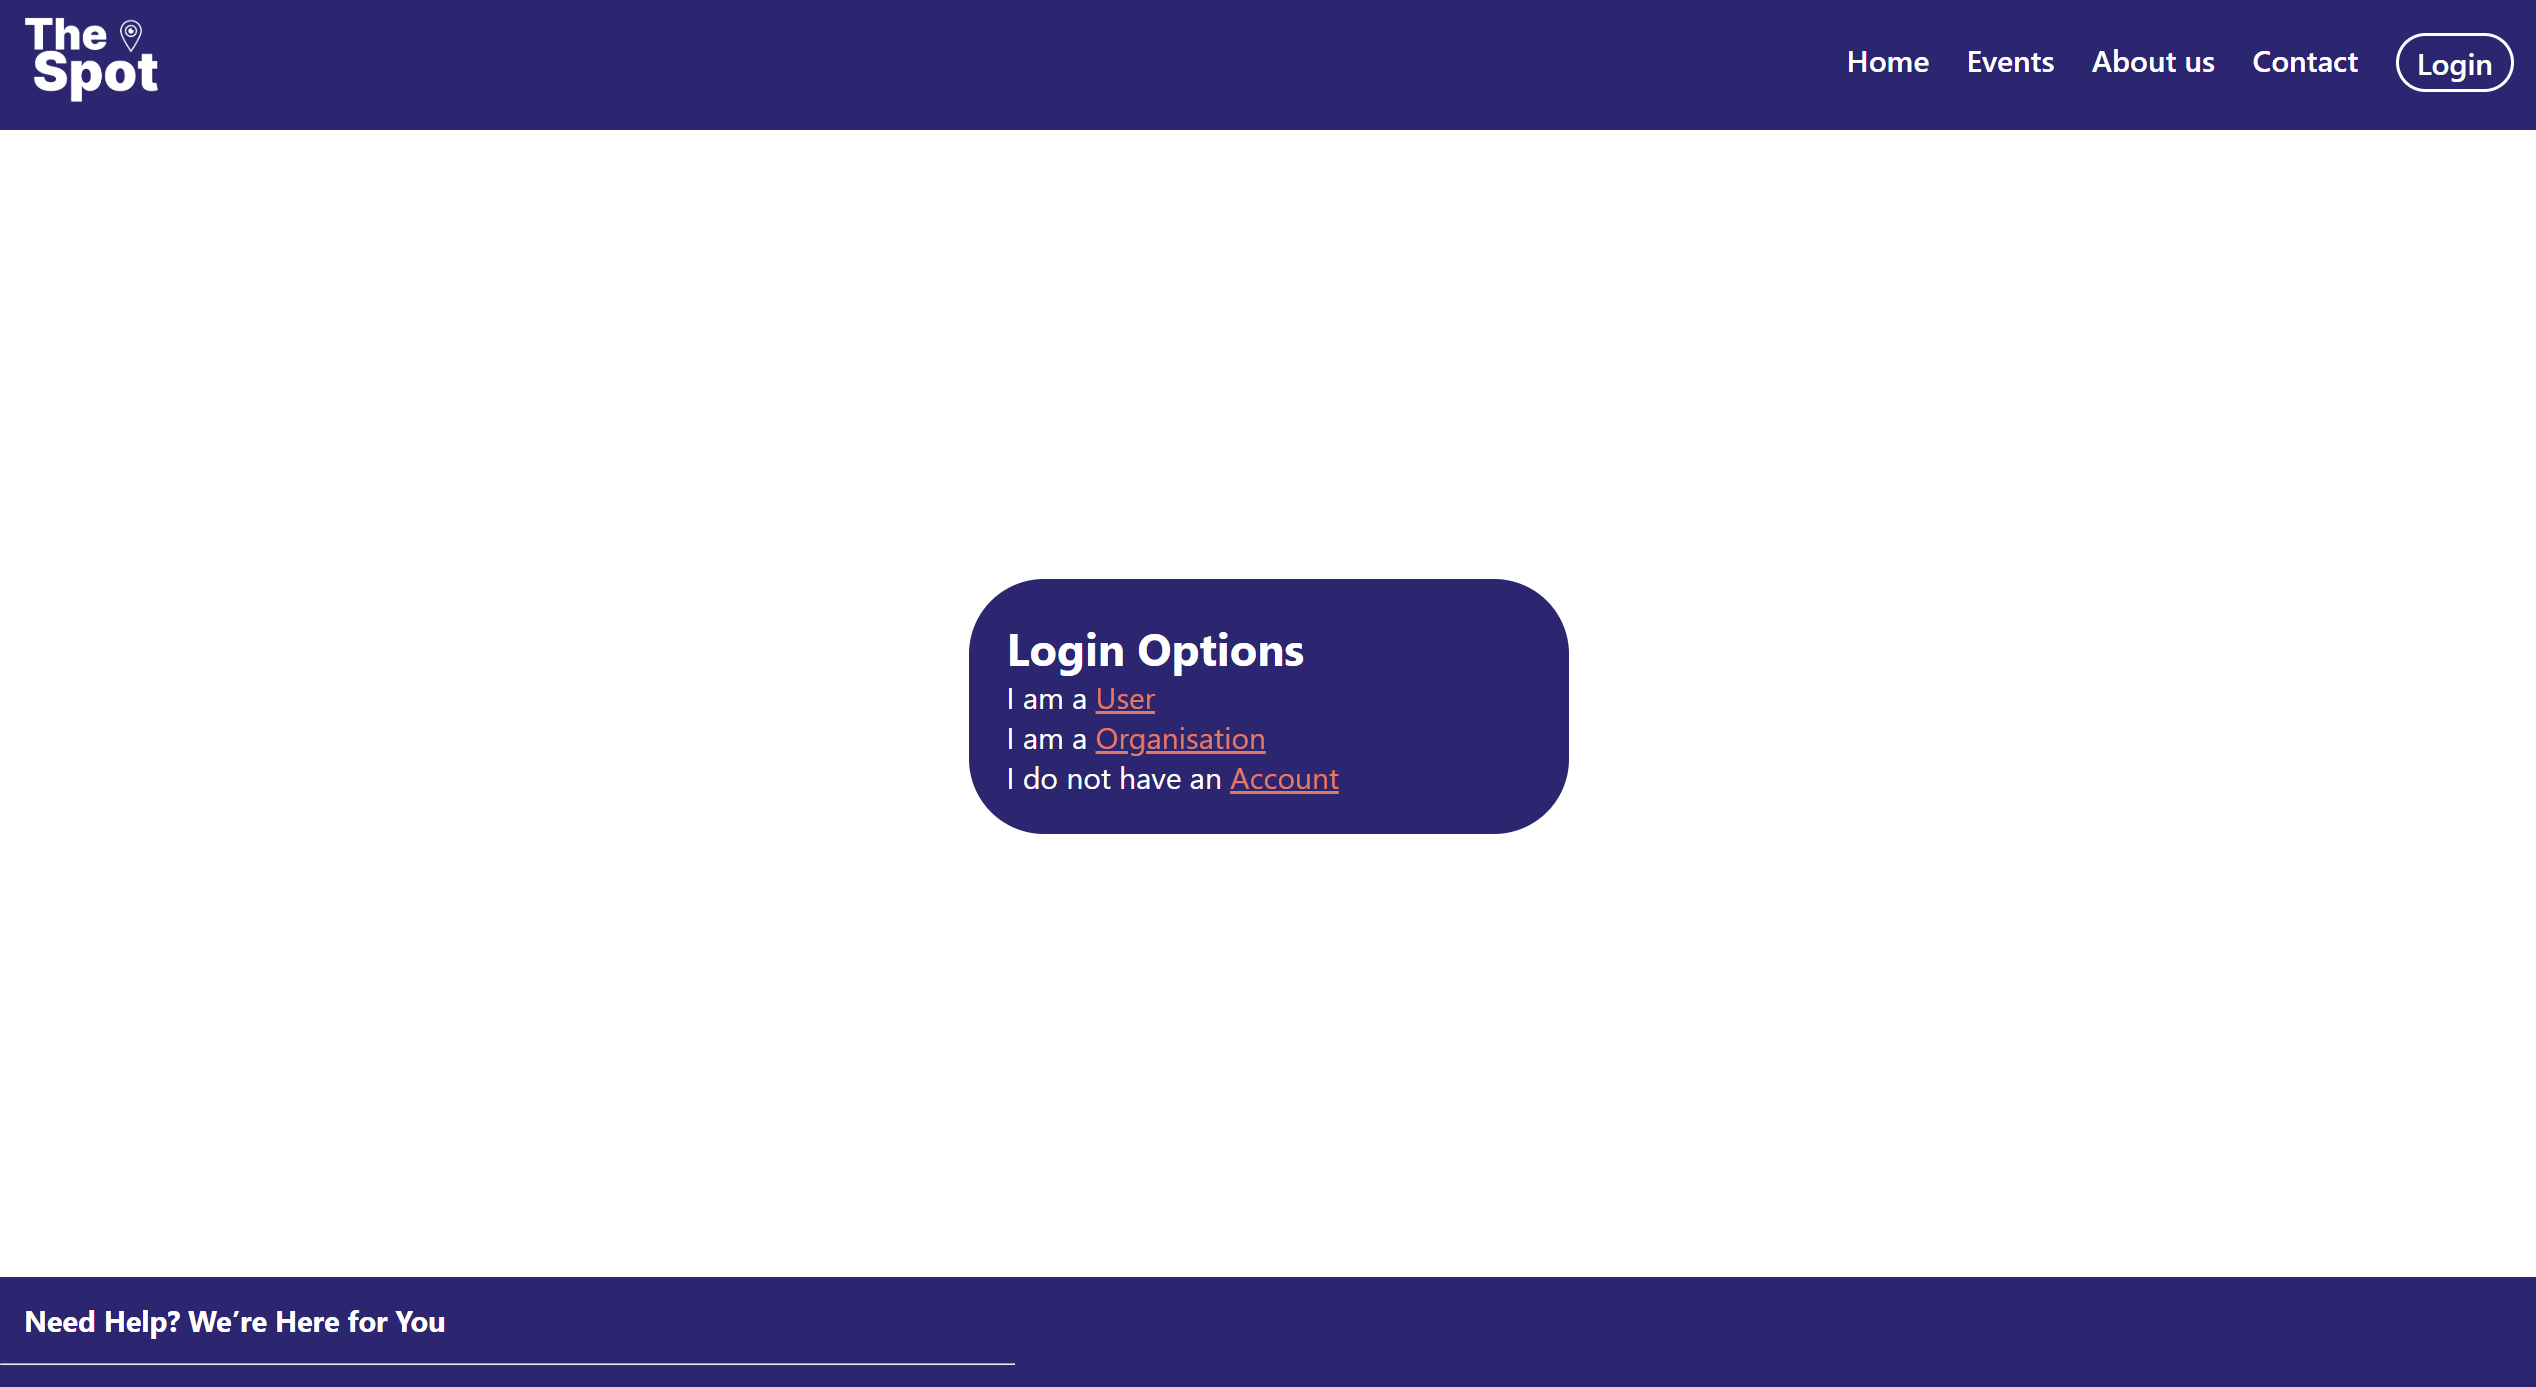 The
Spot
Home Events About us Contact Login
Login Options
I am a User
I am a Organisation
I do not have an Account
Need Help? We’re Here for You